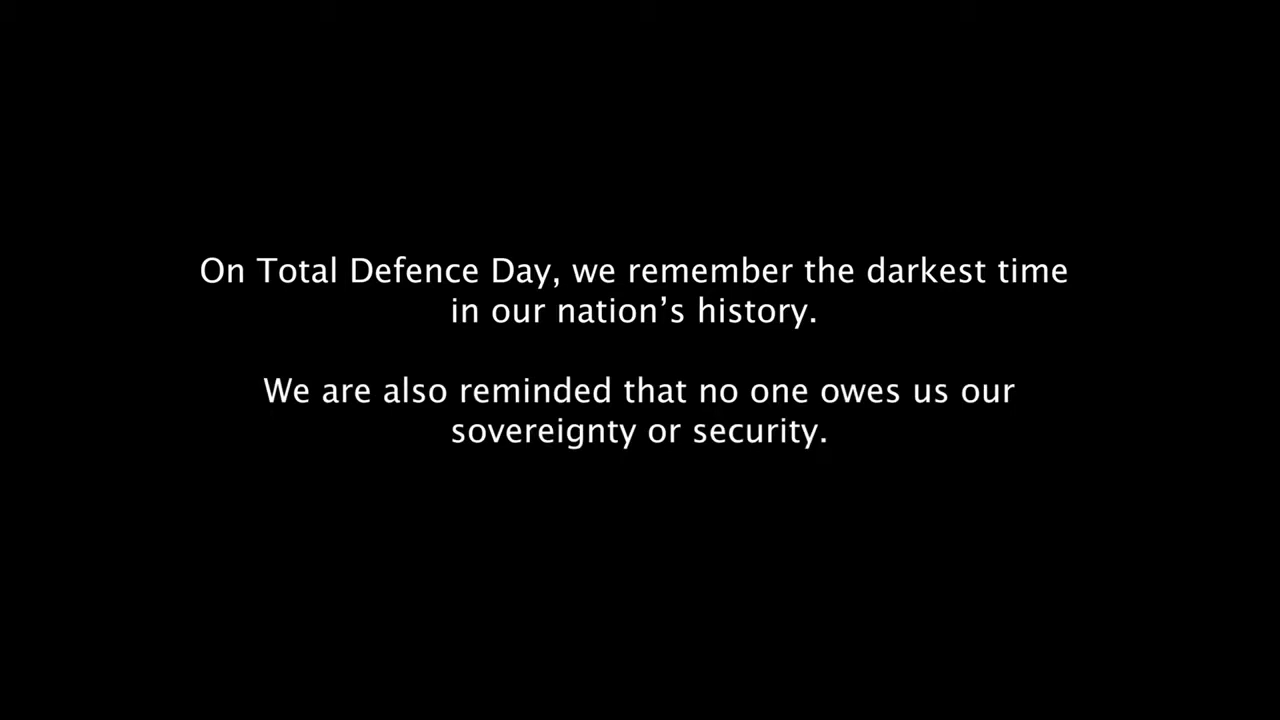 On Total Defence Day, we remember the darkest time
in our nation’s history.
We are also reminded that no one owes us our
sovereignty or security.